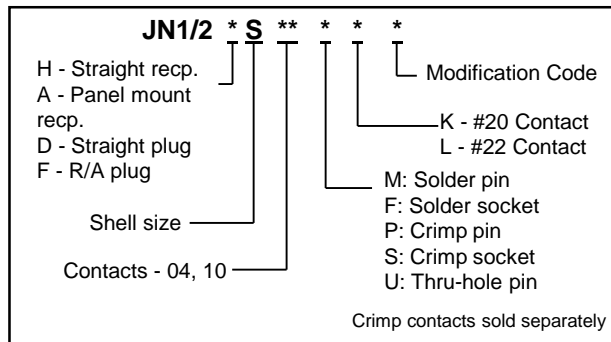 JN1/2 * S ** * * *
H - Straight recp.
A - Panel mount
recp.
D - Straight plug
F - R/A plug
Shell size
Contacts - 04, 10
Modification Code
K - #20 Contact
L - #22 Contact
M: Solder pin
F: Solder socket
P: Crimp pin
S: Crimp socket
U: Thru-hole pin
Crimp contacts sold separately